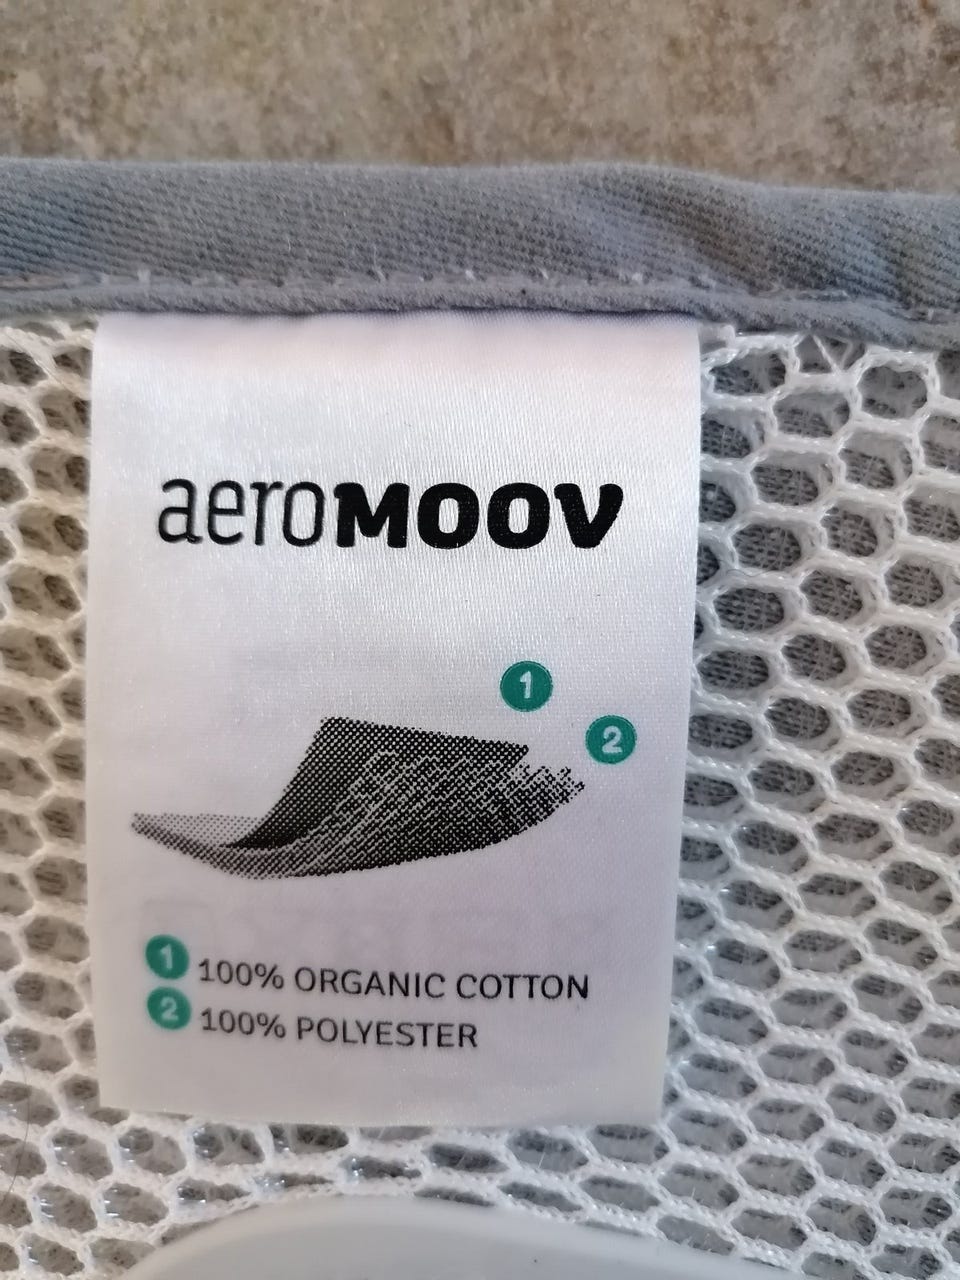 aeroMOOV
1
2
1 100% ORGANIC COTTON
2 100% POLYESTER